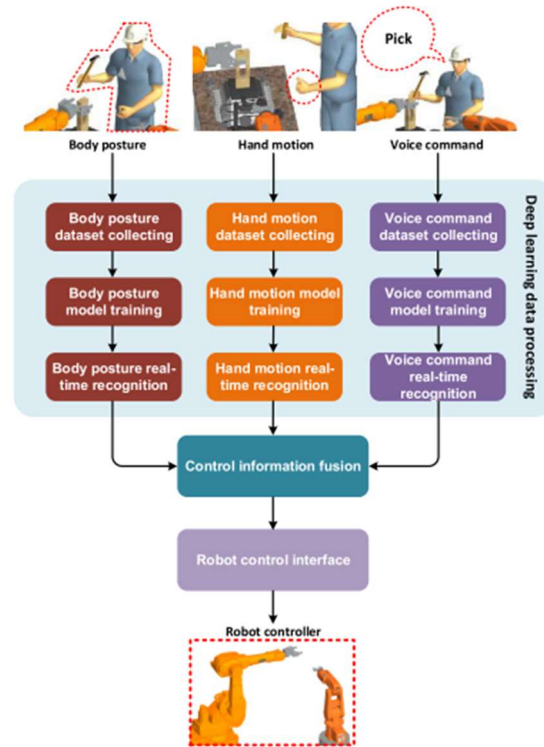 Pick
Body posture
Hand motion
Voice command
Body posture
dataset collecting
Hand motion
dataset collecting
Voice command
dataset collecting
Body posture
model training
Hand motion model
training
Voice command
model training
Body posture real-
time recognition
Hand motion real-
time recognition
Voice command
real-time
recognition
Deep learning data processing
Control information fusion
Robot control interface
Robot controller